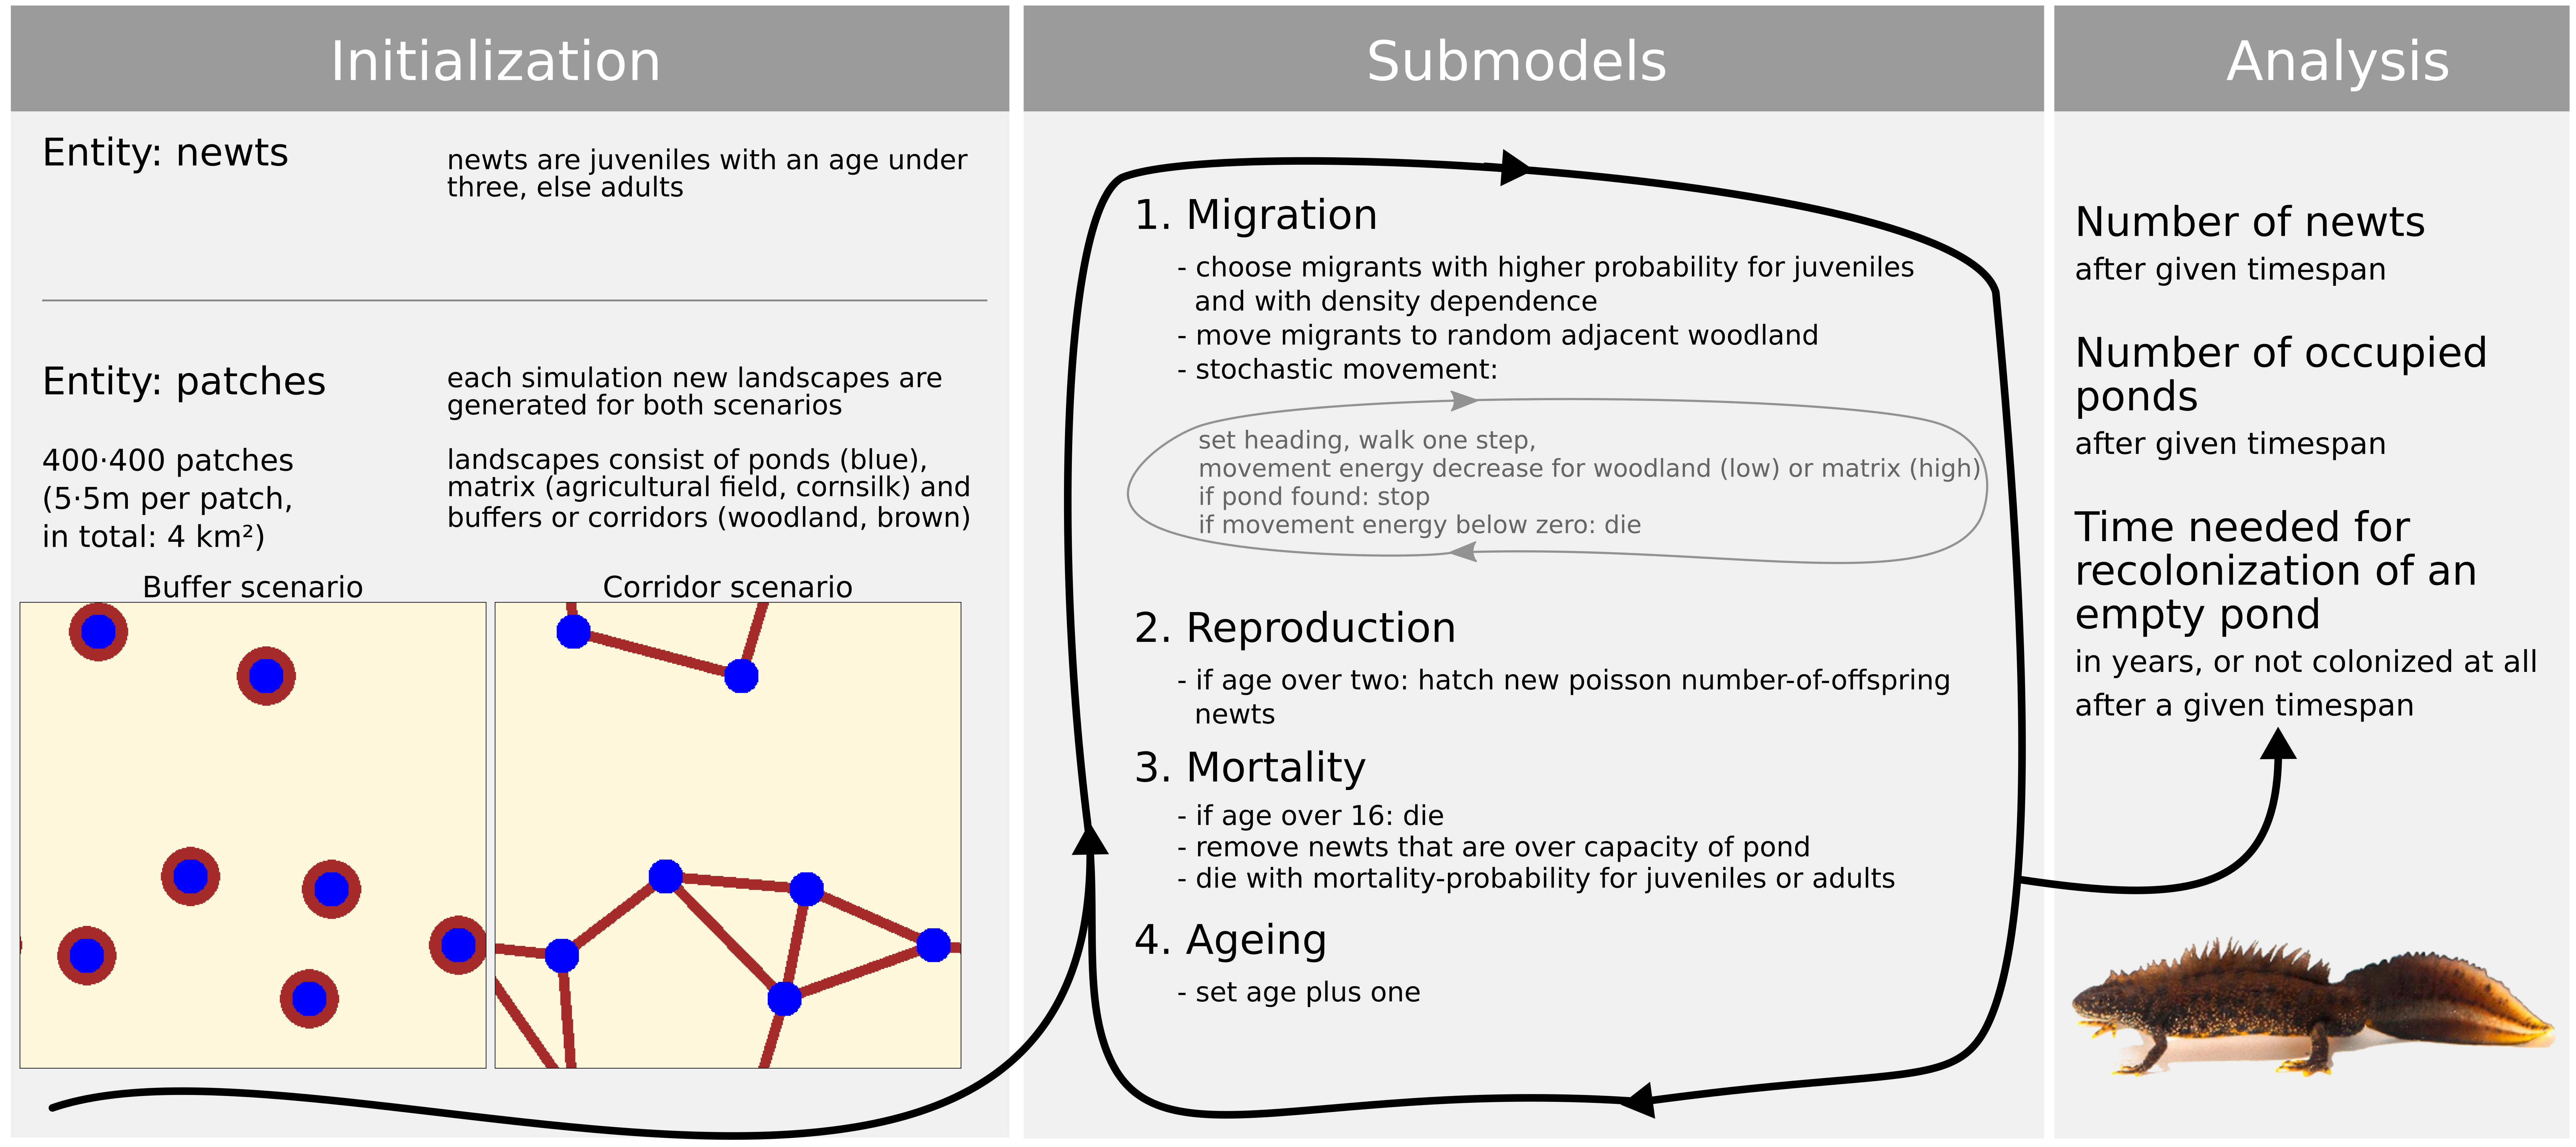 Initialization
Entity: newts
newts are juveniles with an age under
three, else adults
Entity: patches
each simulation new landscapes are
generated for both scenarios
400·400 patches
(5·5m per patch,
in total: 4 km²)
landscapes consist of ponds (blue),
matrix (agricultural field, cornsilk) and
buffers or corridors (woodland, brown)
Buffer scenario
Corridor scenario
Submodels
1. Migration
- choose migrants with higher probability for juveniles
and with density dependence
- move migrants to random adjacent woodland
- stochastic movement:
set heading, walk one step,
movement energy decrease for woodland (low) or matrix (high)
if pond found: stop
if movement energy below zero: die
2. Reproduction
- if age over two: hatch new poisson number-of-offspring
newts
3. Mortality
- if age over 16: die
- remove newts that are over capacity of pond
- die with mortality-probability for juveniles or adults
4. Ageing
- set age plus one
Analysis
Number of newts
after given timespan
Number of occupied
ponds
after given timespan
Time needed for
recolonization of an
empty pond
in years, or not colonized at all
after a given timespan